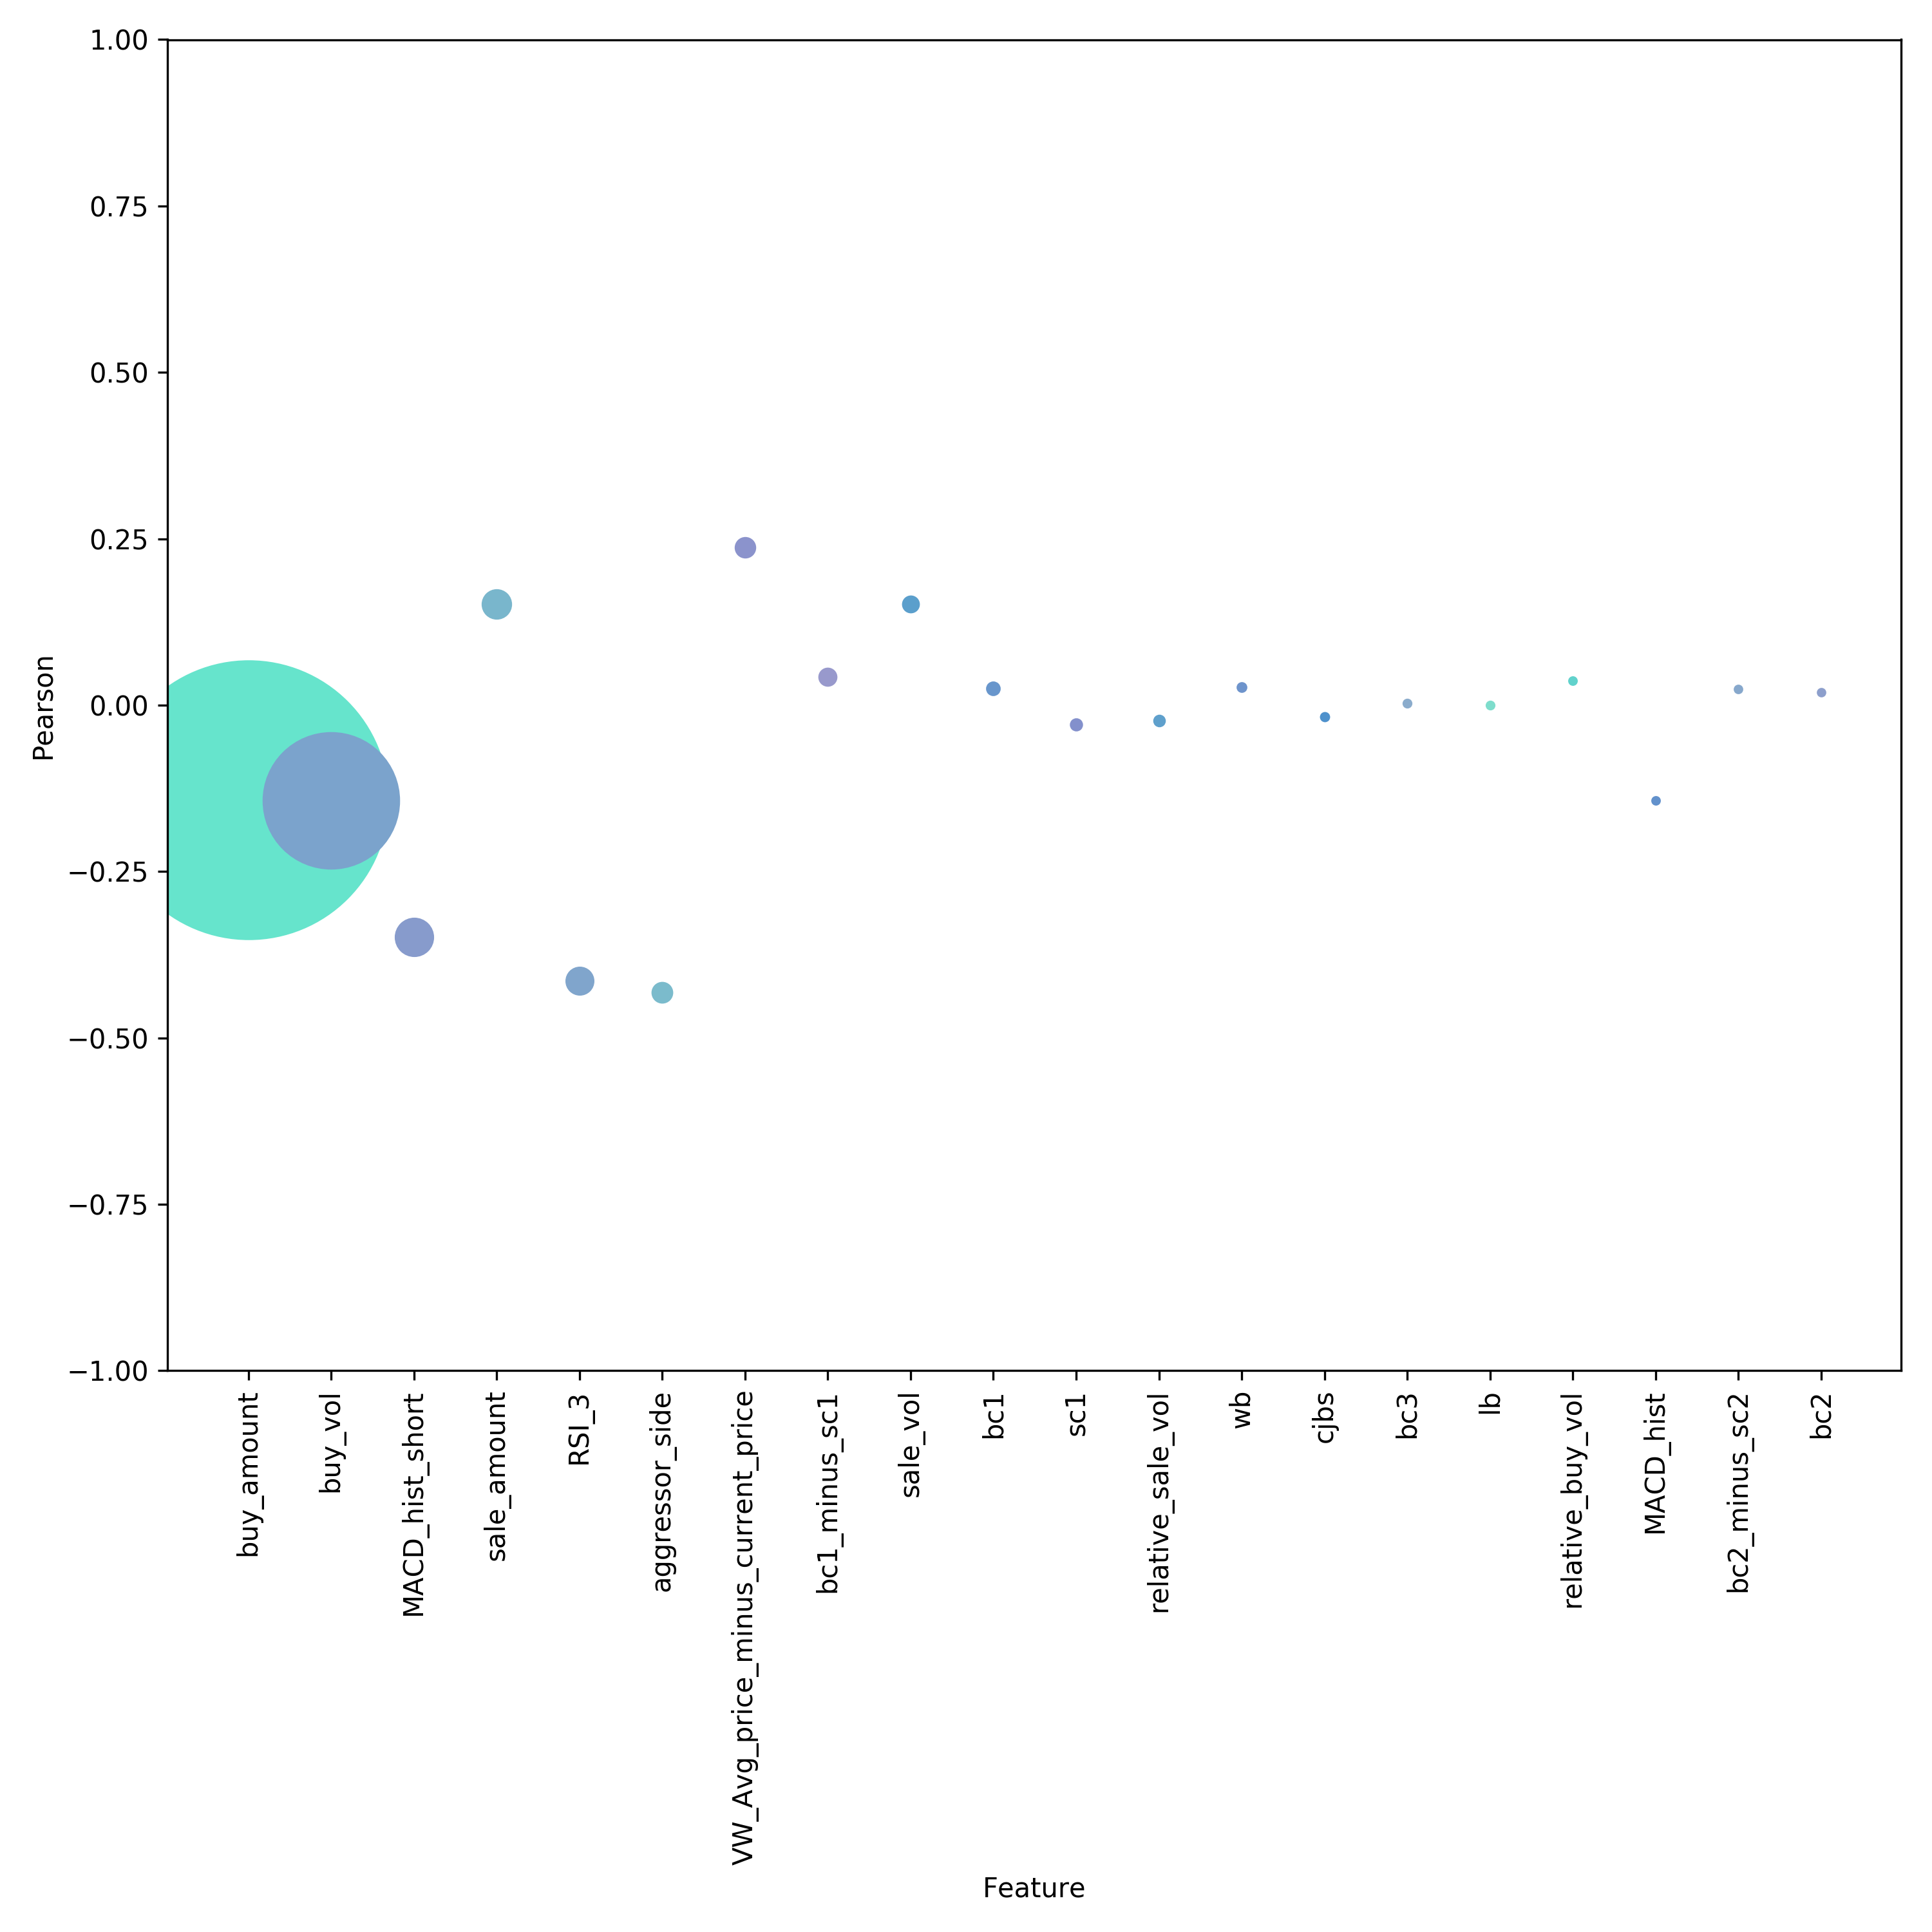 1.00
0.75
0.50
0.25
0.00
−0.25
−0.50
−0.75
−1.00
Pearson
buy_amount
buy_vol
MACD_hist_short
sale_amount
RSI_3
aggressor_side
VW_Avg_price_minus_current_price
bc1_minus_sc1
sale_vol
bc1
sc1
relative_sale_vol
wb
cjbs
bc3
lb
relative_buy_vol
MACD_hist
bc2_minus_sc2
bc2
Feature